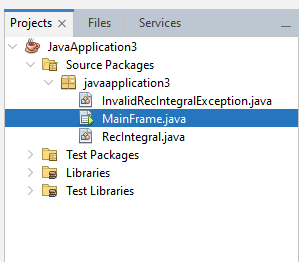 Projects × Files Services
JavaApplication3
Source Packages
javaapplication3
InvalidRecIntegralException.java
MainFrame.java
RecIntegral.java
Test Packages
Libraries
Test Libraries